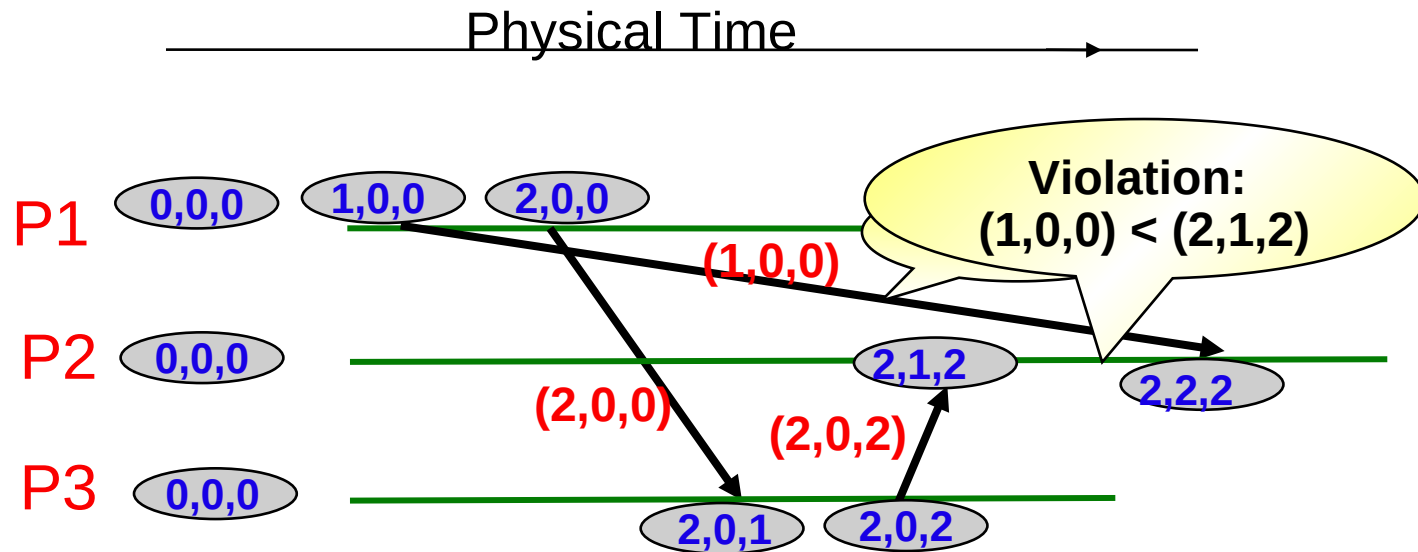 Physical Time
Violation:
(1,0,0) < (2,1,2)
P1
0,0,0
1,0,0
2,0,0
(1,0,0)
P2
0,0,0
2,1,2
2,2,2
(2,0,0)
(2,0,2)
P3
0,0,0
2,0,1
2,0,2